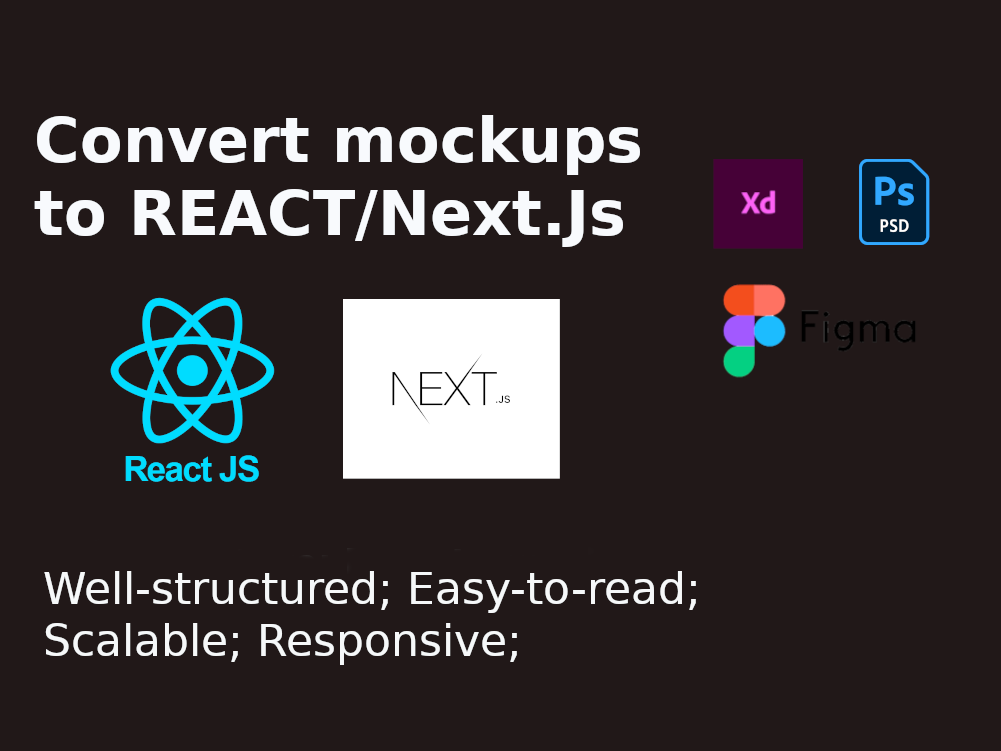 Convert mockups
to REACT/Next.Js
Xd
Ps
PSD
Figma
React JS
NEXT.JS
Well-structured; Easy-to-read;
Scalable; Responsive;